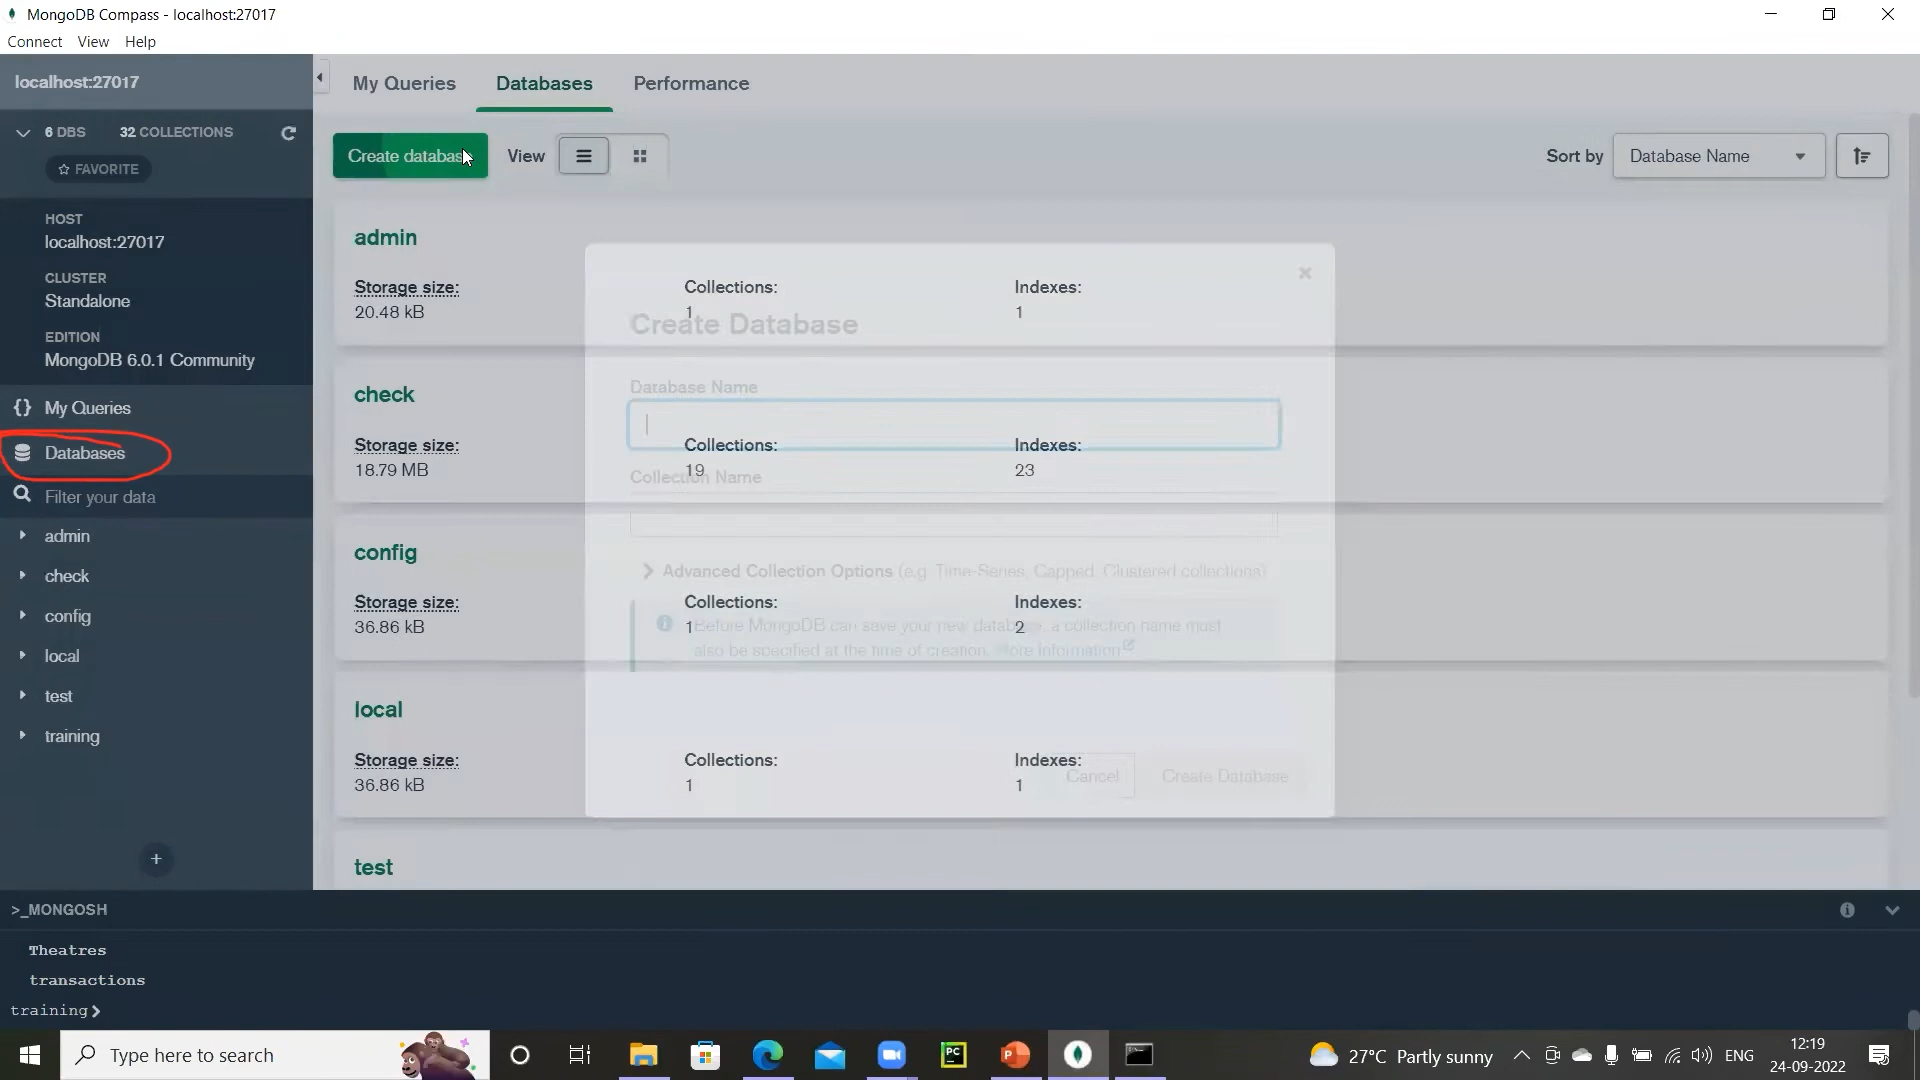 MongoDB Compass - localhost:27017
Connect View Help
localhost:27017
6 DBS 32 COLLECTIONS
FAVORITE
HOST
localhost:27017
CLUSTER
Standalone
EDITION
MongoDB 6.0.1 Community
My Queries
Databases
Filter your data
admin
check
config
local
test
training
My Queries Databases Performance
Create database View
Sort by Database Name
admin
Storage size: Collections: Indexes:
20.48 kB 1 1
check
Storage size: Collections: Indexes:
18.79 MB 19 23
config
Storage size: Collections: Indexes:
36.86 kB 1 2
local
Storage size: Collections: Indexes:
36.86 kB 1 1
test
Create Database
Database Name
Collection Name
Advanced Collection Options (e.g. Time-Series, Capped, Clustered collections)
Before MongoDB can save your new database, a collection name must
also be specified at the time of creation. More Information
Cancel Create Database
>_MONGOSH
Theatres
transactions
training>
Type here to search
PC
P
27°C Partly sunny
ENG
12:19
24-09-2022